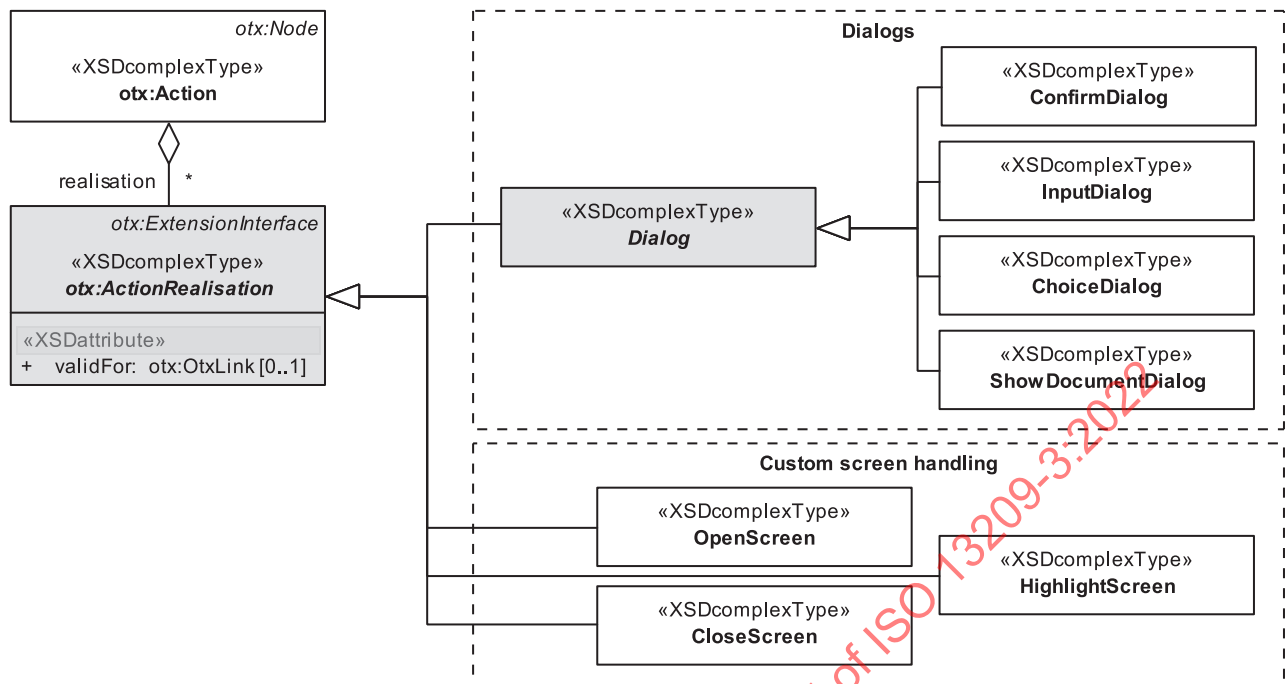 otx:Node
«XSDcomplexType»
otx:Action
realisation *
otx:ExtensionInterface
«XSDcomplexType»
otx:ActionRealisation
«XSDattribute»
+ validFor: otx:OtxLink [0..1]
Dialogs
«XSDcomplexType»
Dialog
«XSDcomplexType»
ConfirmDialog
«XSDcomplexType»
InputDialog
«XSDcomplexType»
ChoiceDialog
«XSDcomplexType»
ShowDocumentDialog
Custom screen handling
«XSDcomplexType»
OpenScreen
«XSDcomplexType»
HighlightScreen
«XSDcomplexType»
CloseScreen
of ISO 13209-3:2022